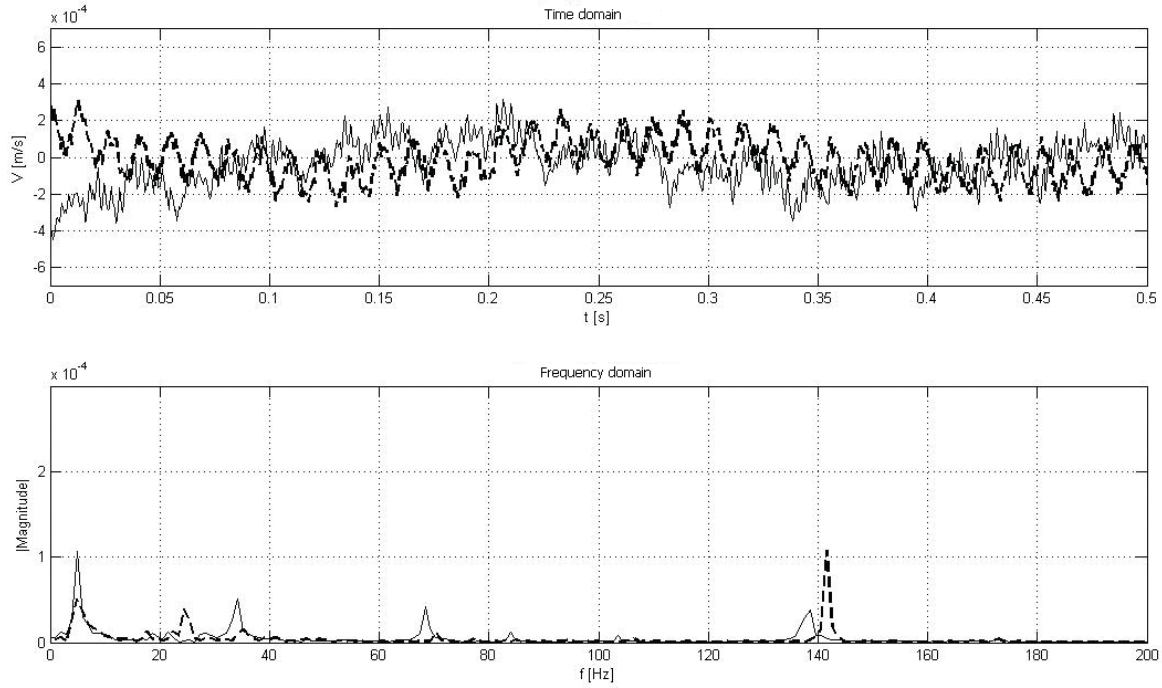 x 10⁻⁴
Time domain
6
4
2
0
-2
-4
-6
V [m/s]
0 0.05 0.1 0.15 0.2 0.25 0.3 0.35 0.4 0.45 0.5
t [s]
x 10⁻⁴
Frequency domain
2
1
0
|Magnitude|
0 20 40 60 80 100 120 140 160 180 200
f [Hz]